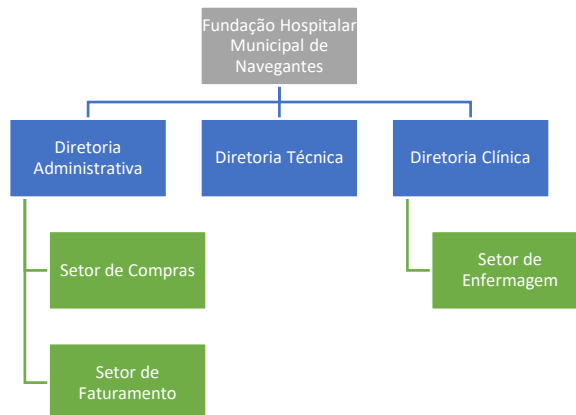 Fundação Hospitalar
Municipal de
Navegantes
Diretoria
Administrativa
Diretoria Técnica
Diretoria Clínica
Setor de Compras
Setor de
Enfermagem
Setor de
Faturamento